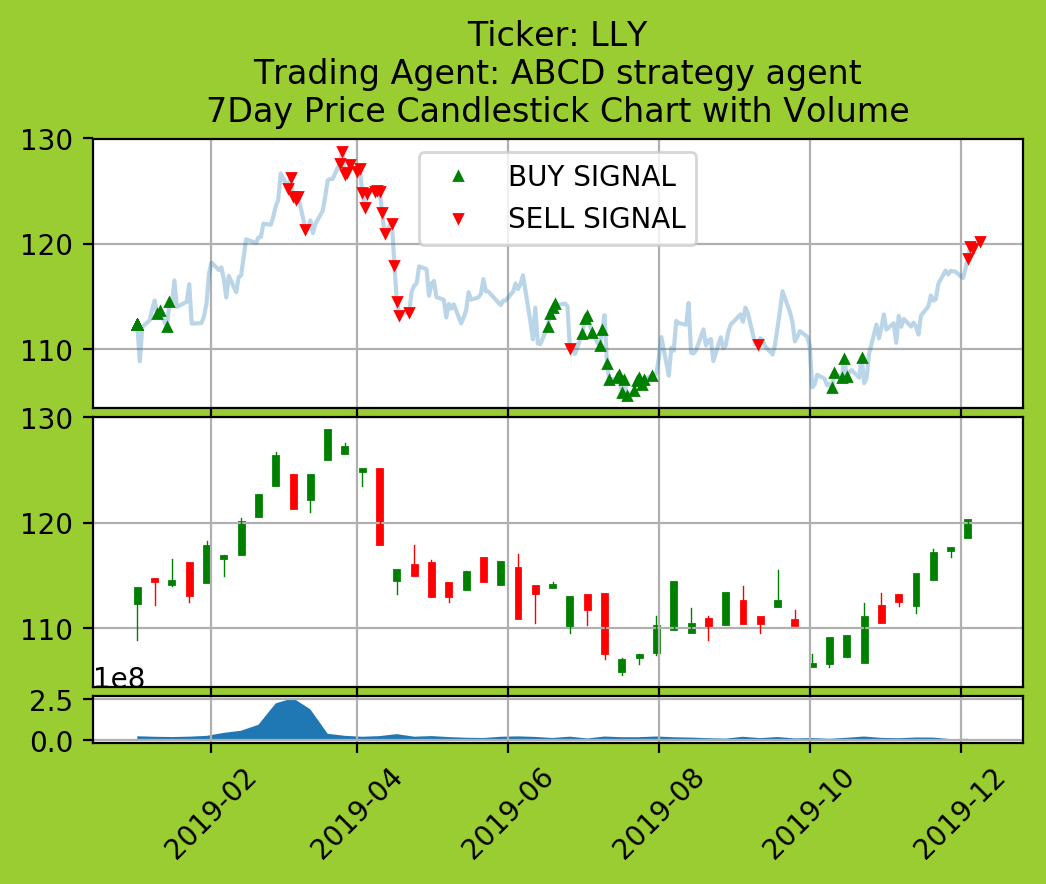 Ticker: LLY
Trading Agent: ABCD strategy agent
7Day Price Candlestick Chart with Volume
130
BUY SIGNAL
SELL SIGNAL
120
110
130
120
110
1e8
2.5
0.0
2019-02
2019-04
2019-06
2019-08
2019-10
2019-12